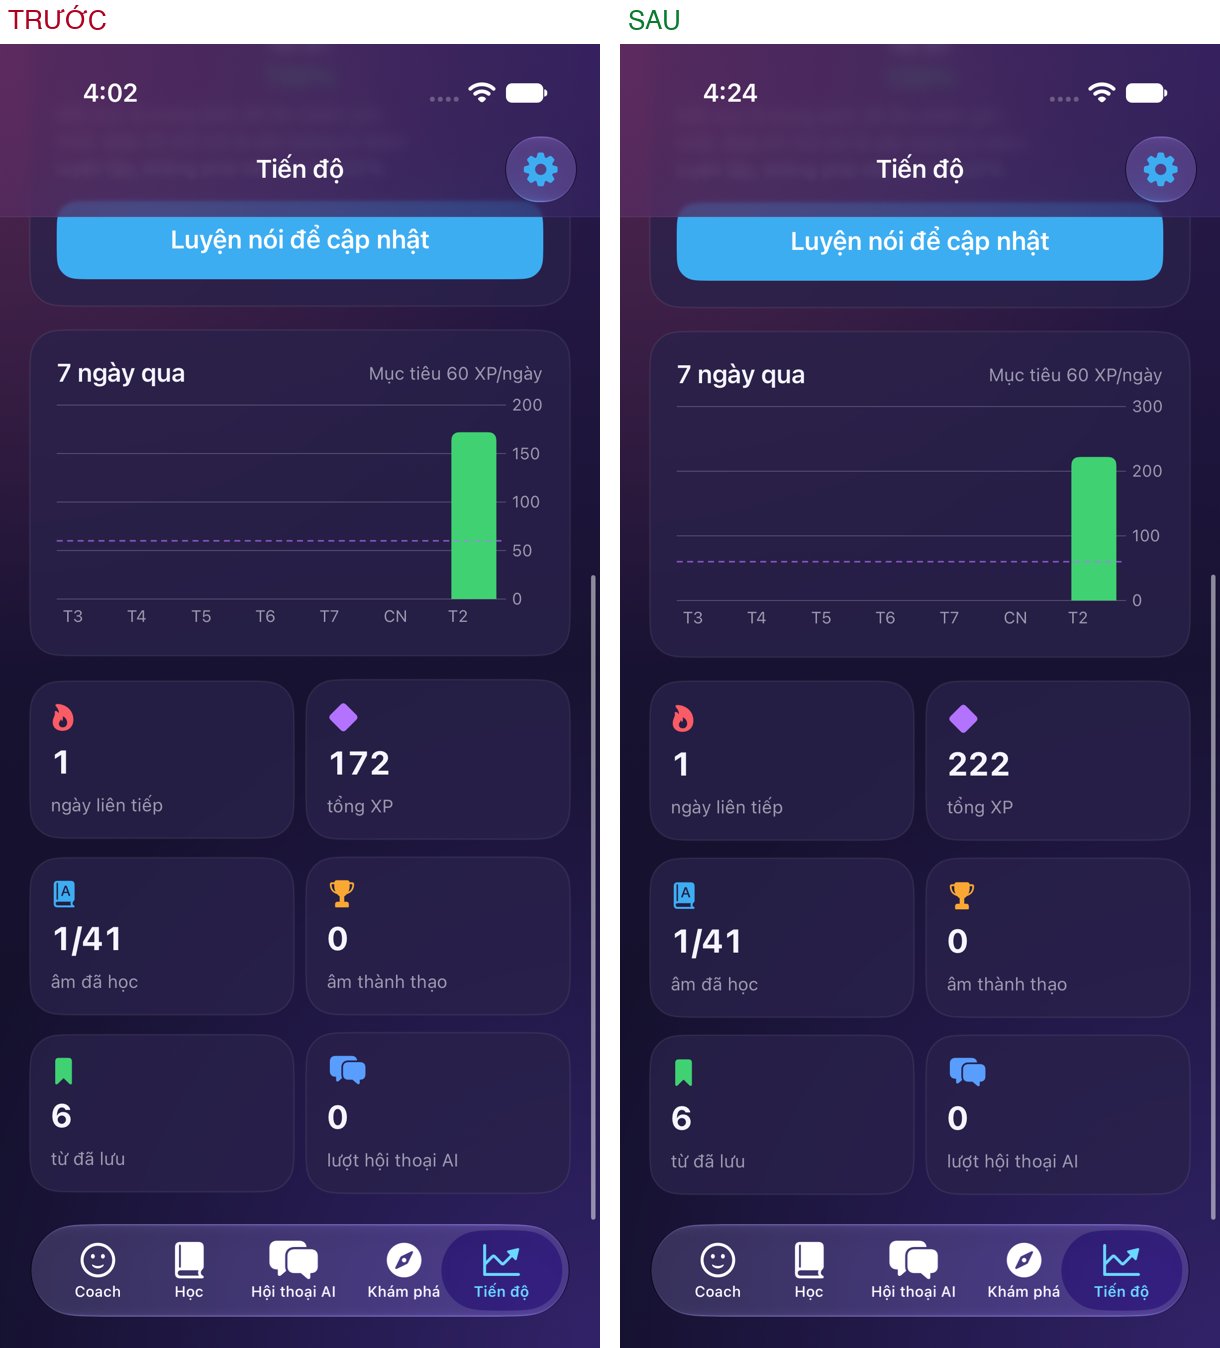 TRƯỚC
4:02
Tiến độ
Luyện nói để cập nhật
7 ngày qua
Mục tiêu 60 XP/ngày
200
150
100
50
0
T3 T4 T5 T6 T7 CN T2
1
ngày liên tiếp
172
tổng XP
1/41
âm đã học
0
âm thành thạo
6
từ đã lưu
0
lượt hội thoại AI
Coach Học Hội thoại AI Khám phá Tiến độ
SAU
4:24
Tiến độ
Luyện nói để cập nhật
7 ngày qua
Mục tiêu 60 XP/ngày
300
200
100
0
T3 T4 T5 T6 T7 CN T2
1
ngày liên tiếp
222
tổng XP
1/41
âm đã học
0
âm thành thạo
6
từ đã lưu
0
lượt hội thoại AI
Coach Học Hội thoại AI Khám phá Tiến độ